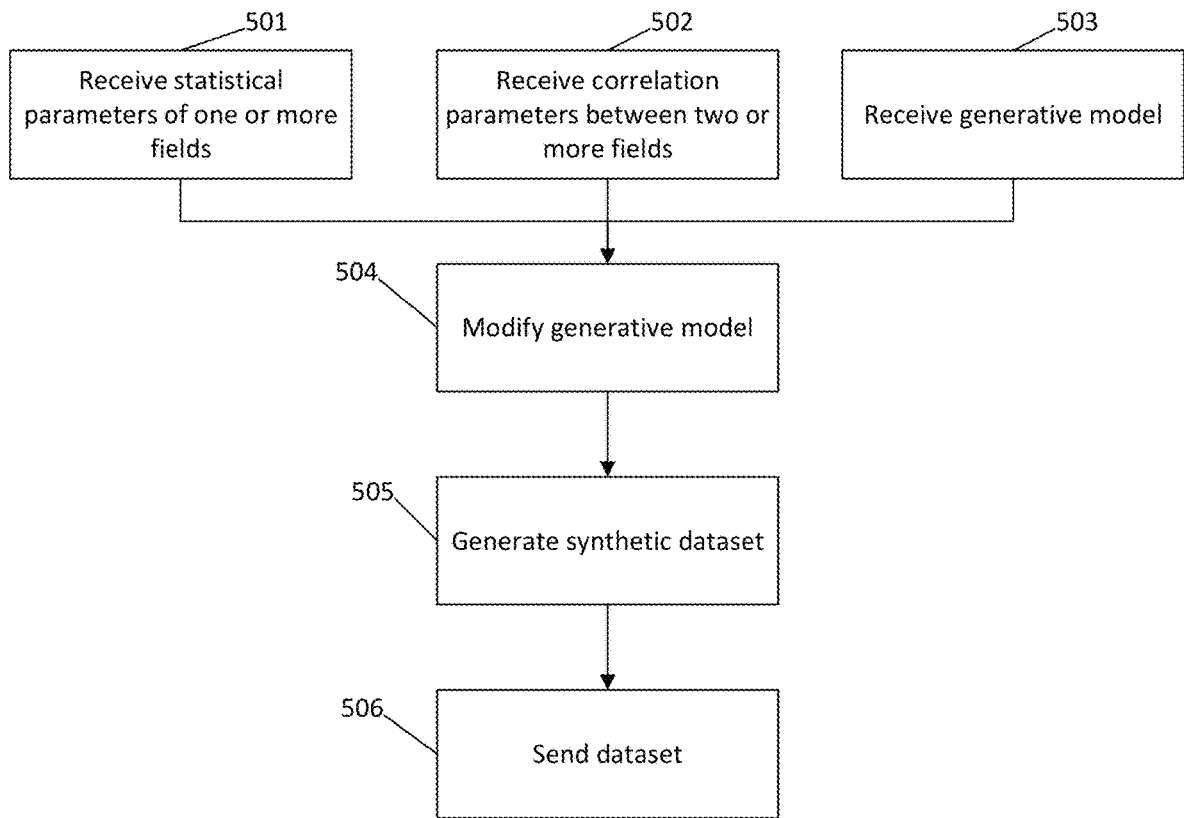 501
502
503
Receive statistical
parameters of one or more
fields
Receive correlation
parameters between two or
more fields
Receive generative model
504
Modify generative model
505
Generate synthetic dataset
506
Send dataset